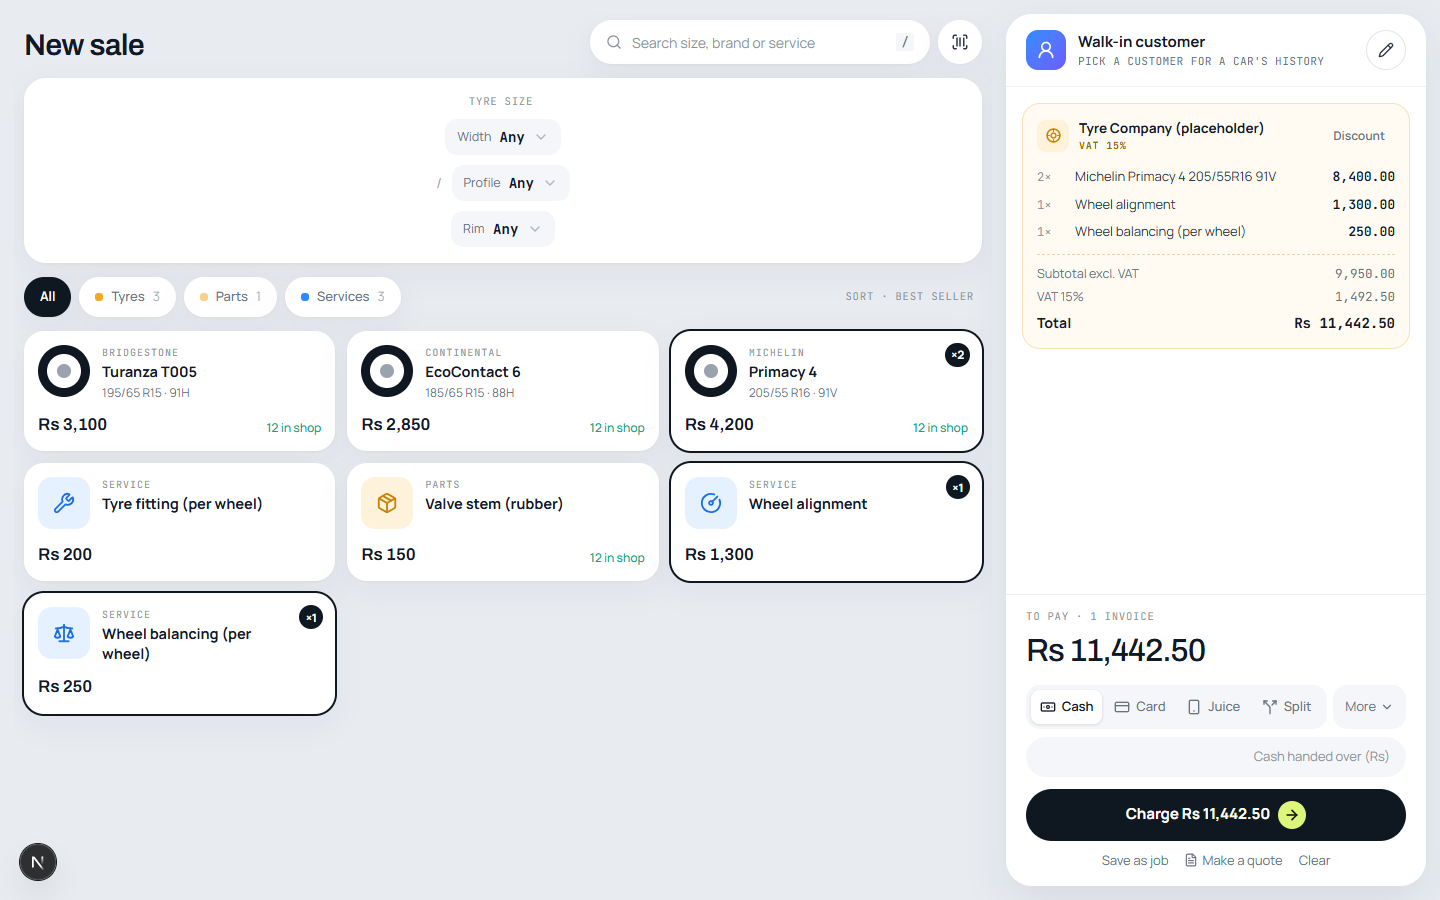 New sale
Search size, brand or service
/
TYRE SIZE
Width Any
/ Profile Any
Rim Any
All
Tyres 3
Parts 1
Services 3
SORT · BEST SELLER
BRIDGESTONE
Turanza T005
195/65 R15 · 91H
Rs 3,100
12 in shop
CONTINENTAL
EcoContact 6
185/65 R15 · 88H
Rs 2,850
12 in shop
MICHELIN
×2
Primacy 4
205/55 R16 · 91V
Rs 4,200
12 in shop
SERVICE
Tyre fitting (per wheel)
Rs 200
PARTS
Valve stem (rubber)
Rs 150
12 in shop
SERVICE
×1
Wheel alignment
Rs 1,300
SERVICE
×1
Wheel balancing (per
wheel)
Rs 250
N
Walk-in customer
PICK A CUSTOMER FOR A CAR'S HISTORY
Tyre Company (placeholder)
VAT 15%
Discount
2× Michelin Primacy 4 205/55R16 91V 8,400.00
1× Wheel alignment 1,300.00
1× Wheel balancing (per wheel) 250.00
Subtotal excl. VAT 9,950.00
VAT 15% 1,492.50
Total Rs 11,442.50
TO PAY · 1 INVOICE
Rs 11,442.50
Cash
Card
Juice
Split
More
Cash handed over (Rs)
Charge Rs 11,442.50
Save as job
Make a quote
Clear